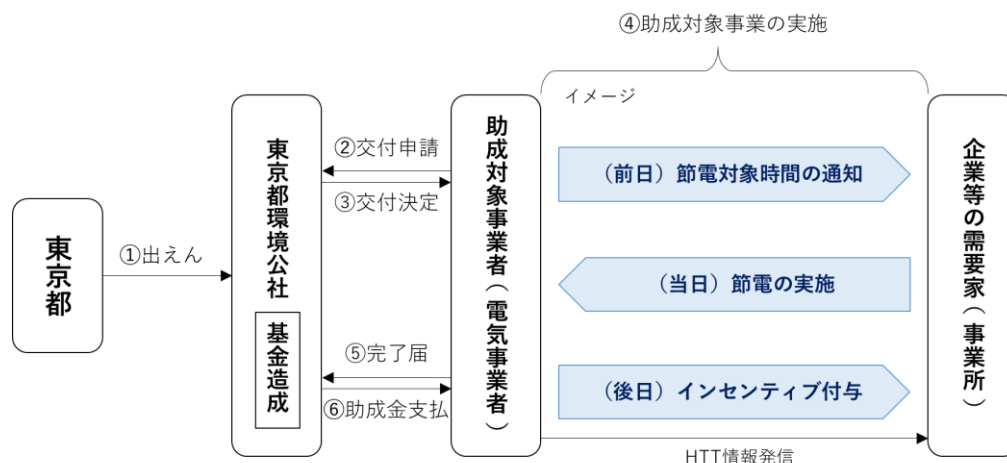 ④助成対象事業の実施
イメージ
東京都
①出えん
東京都環境公社
基金造成
②交付申請
③交付決定
⑤完了届
⑥助成金支払
助成対象事業者(電気事業者)
(前日)節電対象時間の通知
(当日)節電の実施
(後日)インセンティブ付与
HTT情報発信
企業等の需要家(事業所)